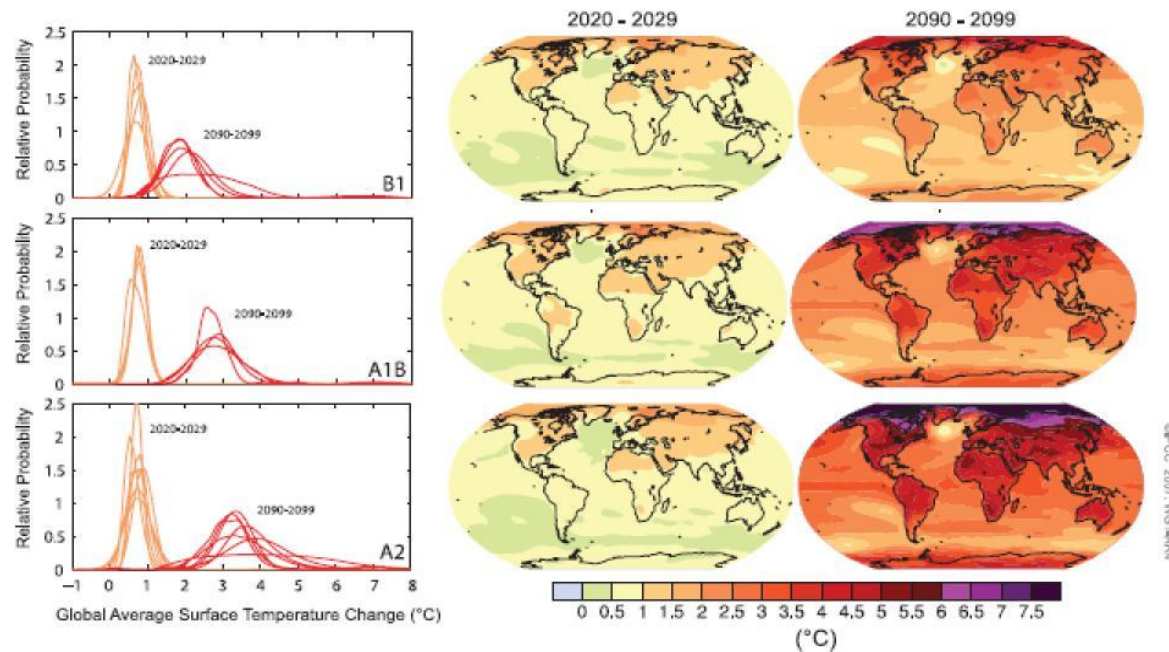 2020 - 2029 2090 - 2099
Relative Probability
2.5
2
1.5
1
0.5
0
2020-2029
2090-2099
B1
Relative Probability
2.5
2
1.5
1
0.5
0
2020-2029
2090-2099
A1B
Relative Probability
2.5
2
1.5
1
0.5
0
2020-2029
2090-2099
A2
−1 0 1 2 3 4 5 6 7 8
Global Average Surface Temperature Change (°C)
0 0.5 1 1.5 2 2.5 3 3.5 4 4.5 5 5.5 6 6.5 7 7.5
(°C)